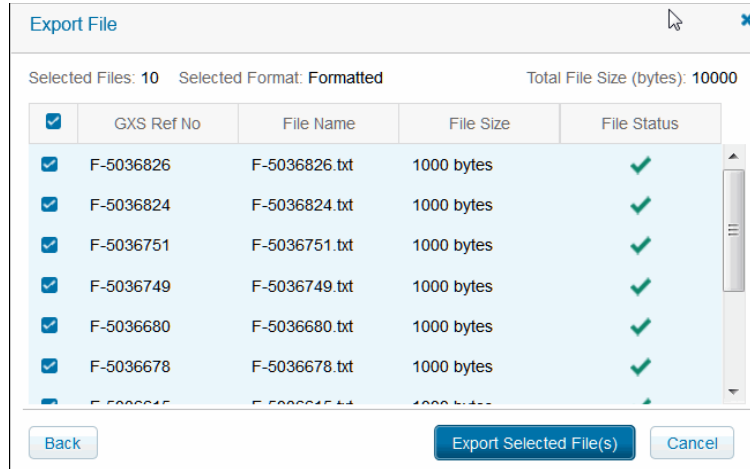 Export File
Selected Files: 10 Selected Format: Formatted Total File Size (bytes): 10000
GXS Ref No File Name File Size File Status
F-5036826 F-5036826.txt 1000 bytes
F-5036824 F-5036824.txt 1000 bytes
F-5036751 F-5036751.txt 1000 bytes
F-5036749 F-5036749.txt 1000 bytes
F-5036680 F-5036680.txt 1000 bytes
F-5036678 F-5036678.txt 1000 bytes
Back Export Selected File(s) Cancel